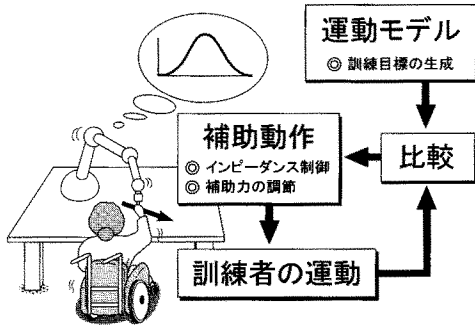 運動モデル
◎ 訓練目標の生成
補助動作
◎ インピーダンス制御
◎ 補助力の調節
比較
訓練者の運動